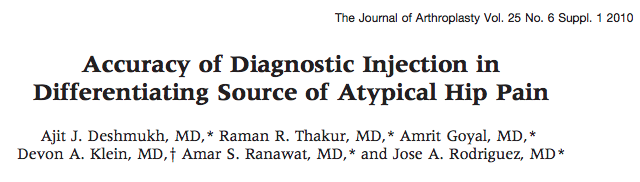 The Journal of Arthroplasty Vol. 25 No. 6 Suppl. 1 2010
Accuracy of Diagnostic Injection in
Differentiating Source of Atypical Hip Pain
Ajit J. Deshmukh, MD,* Raman R. Thakur, MD,* Amrit Goyal, MD,*
Devon A. Klein, MD,† Amar S. Ranawat, MD,* and Jose A. Rodriguez, MD*